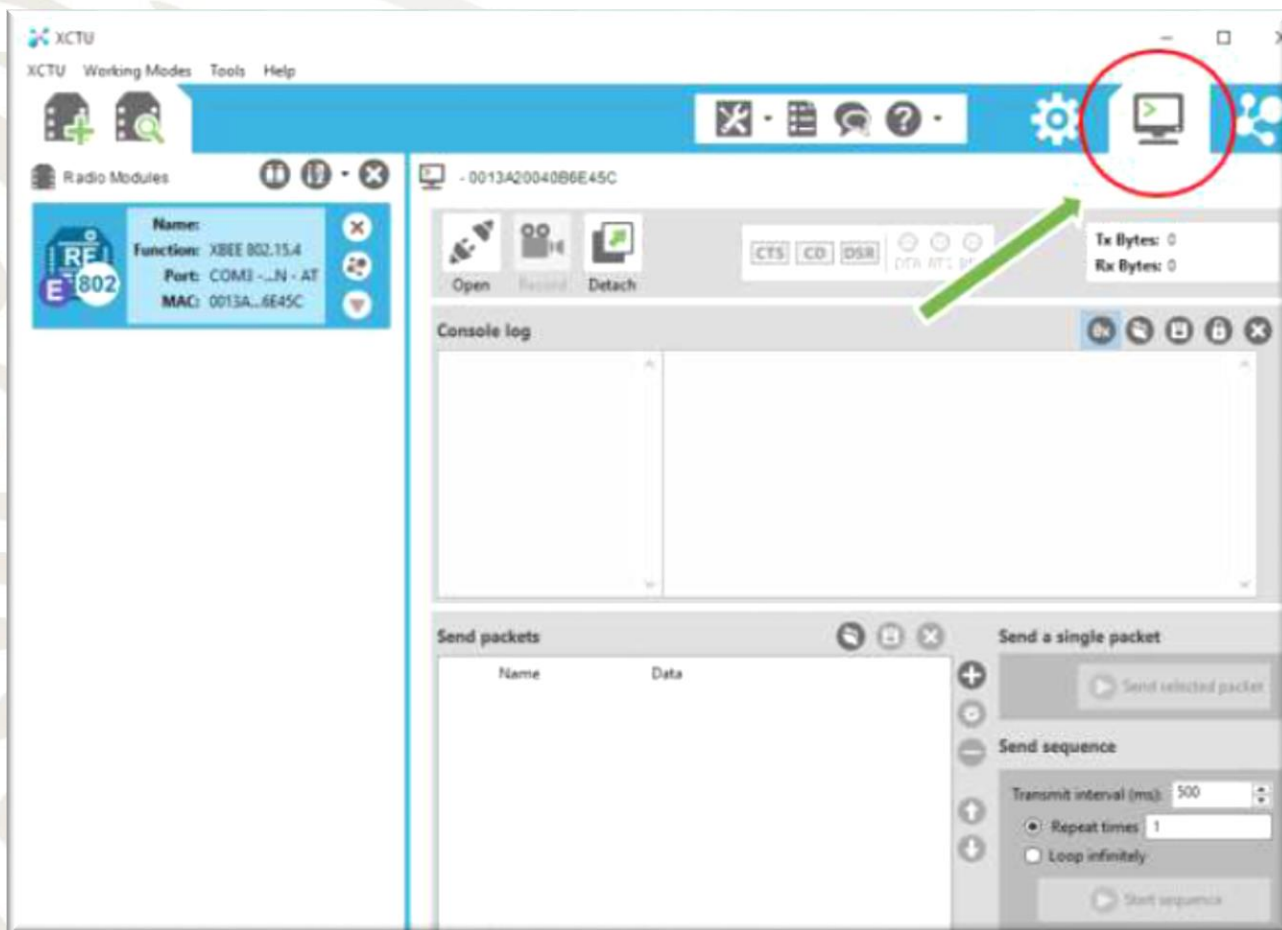 XCTU
XCTU Working Modes Tools Help
Radio Modules
- 0013A20040B6E45C
Name:
Function: XBEE 802.15.4
Port: COM3 -...N - AT
MAC: 0013A...6E45C
RF
E 802
Open Record Detach
CTS CD DSR
DTR RTS
Tx Bytes: 0
Rx Bytes: 0
Console log
Send packets
Name Data
Send a single packet
Send selected packet
Send sequence
Transmit interval (ms): 500
Repeat times 1
Loop infinitely
Start sequence